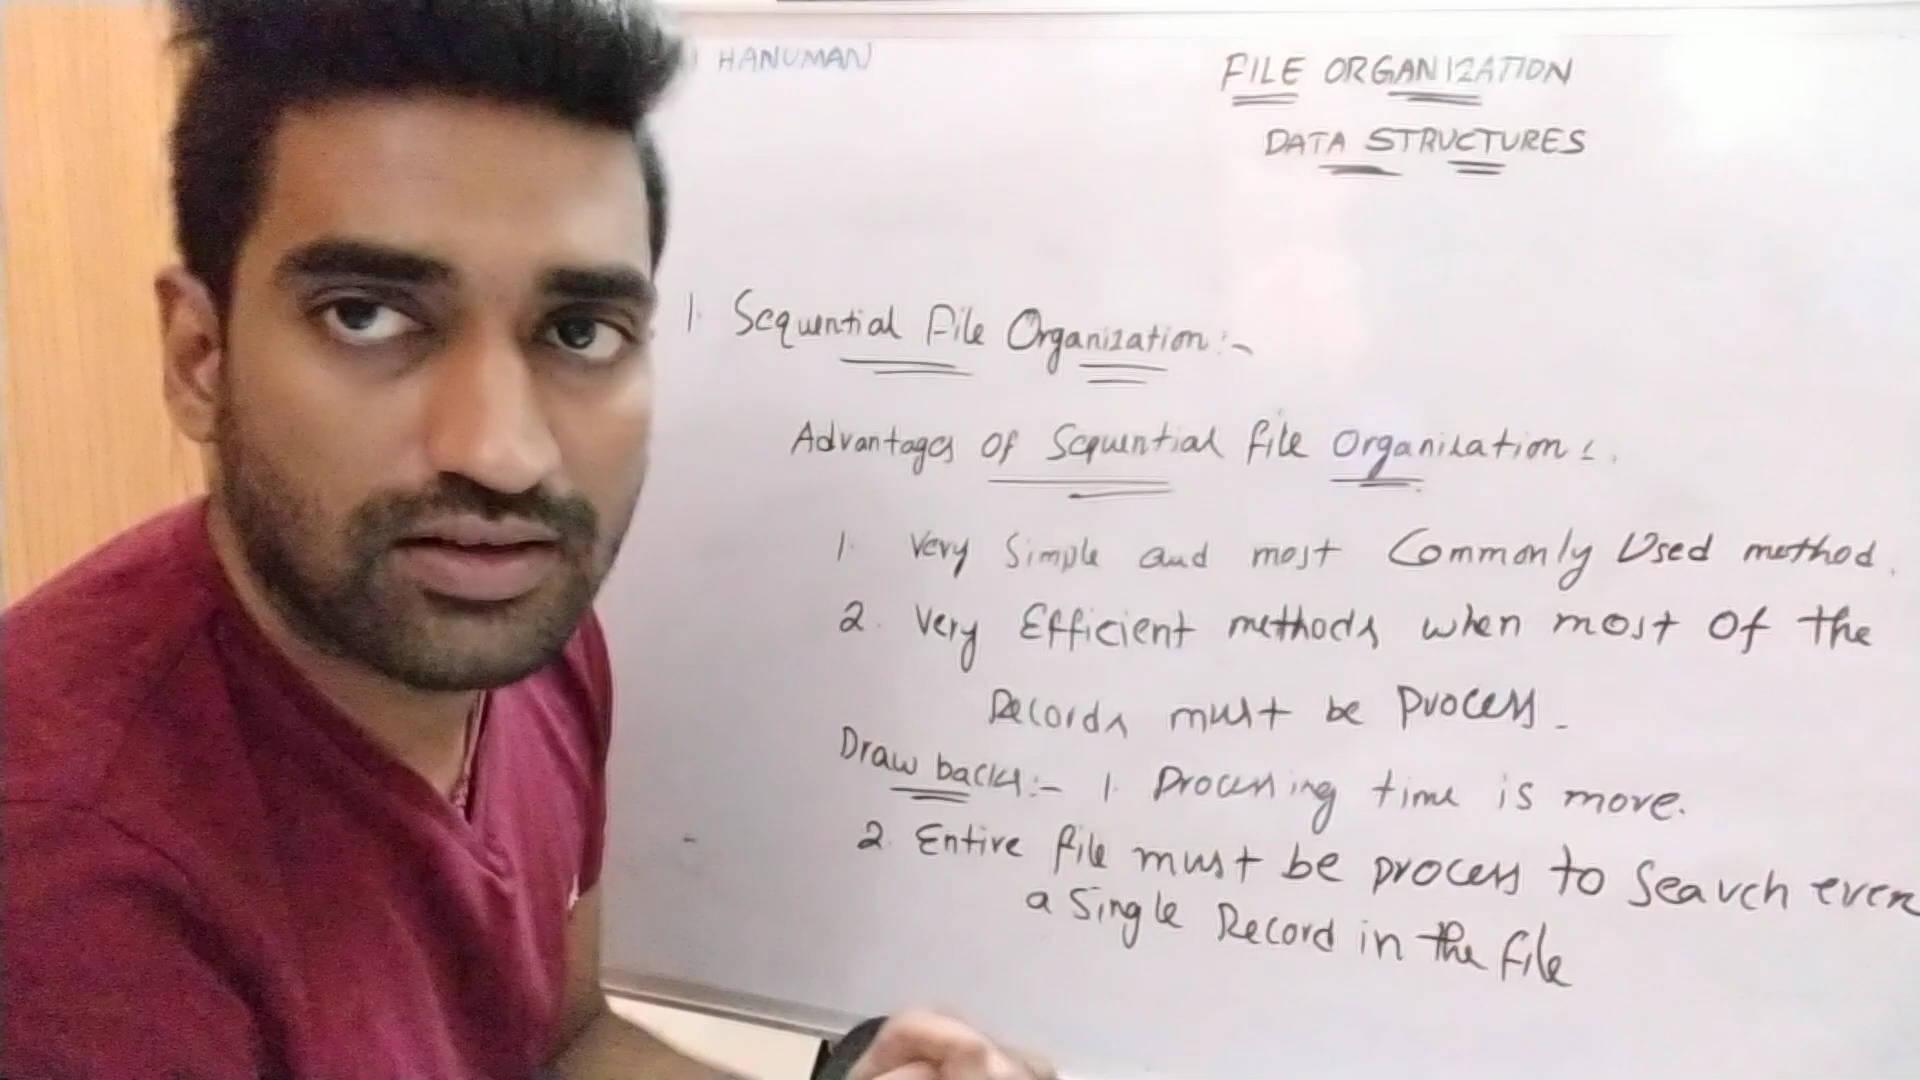 HANUMAN
FILE ORGANIZATION
DATA STRUCTURES
1. Sequential File Organization :-
Advantages Of Sequential file Organization :.
1. Very Simple and most Commonly Used method.
2. Very Efficient methods when most of the
Records must be Process.
Draw backs :- 1. Processing time is more.
2. Entire file must be process to Search even
a Single Record in the file